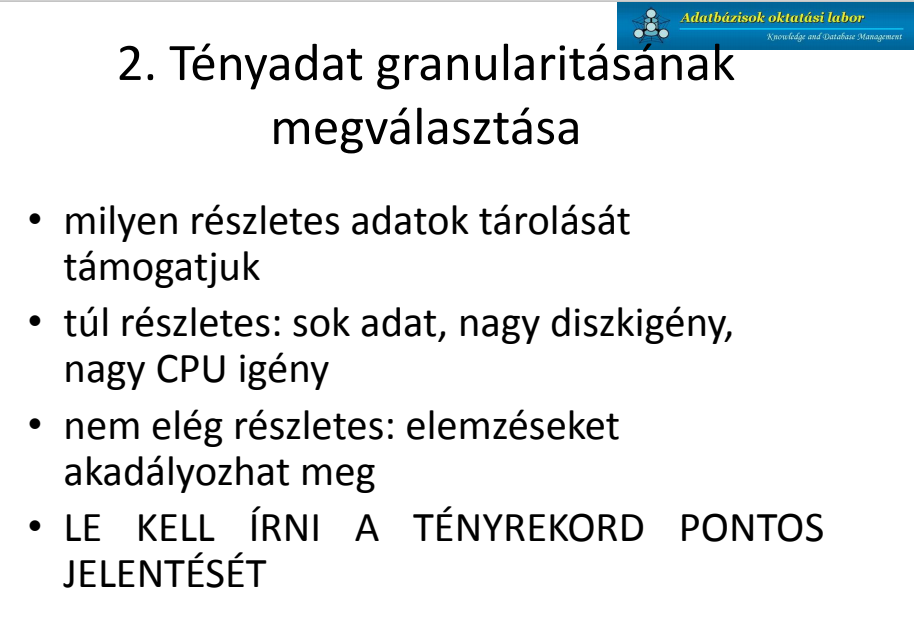 Adatbázisok oktatási labor
Knowledge and Database Management
2. Tényadat granularitásának
megválasztása
• milyen részletes adatok tárolását
támogatjuk
• túl részletes: sok adat, nagy diszkigény,
nagy CPU igény
• nem elég részletes: elemzéseket
akadályozhat meg
• LE KELL ÍRNI A TÉNYREKORD PONTOS
JELENTÉSÉT